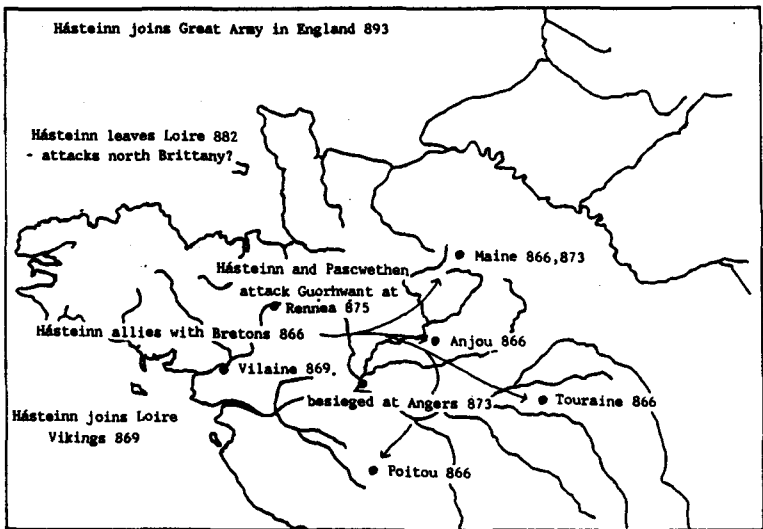 Hásteinn joins Great Army in England 893
Hásteinn leaves Loire 882
- attacks north Brittany?
Maine 866,873
Hásteinn and Pascwethen
attack Guorhwant at
Rennea 875
Hásteinn allies with Bretons 866
Anjou 866
Vilaine 869.
besieged at Angers 873
Touraine 866
Hásteinn joins Loire
Vikings 869
Poitou 866